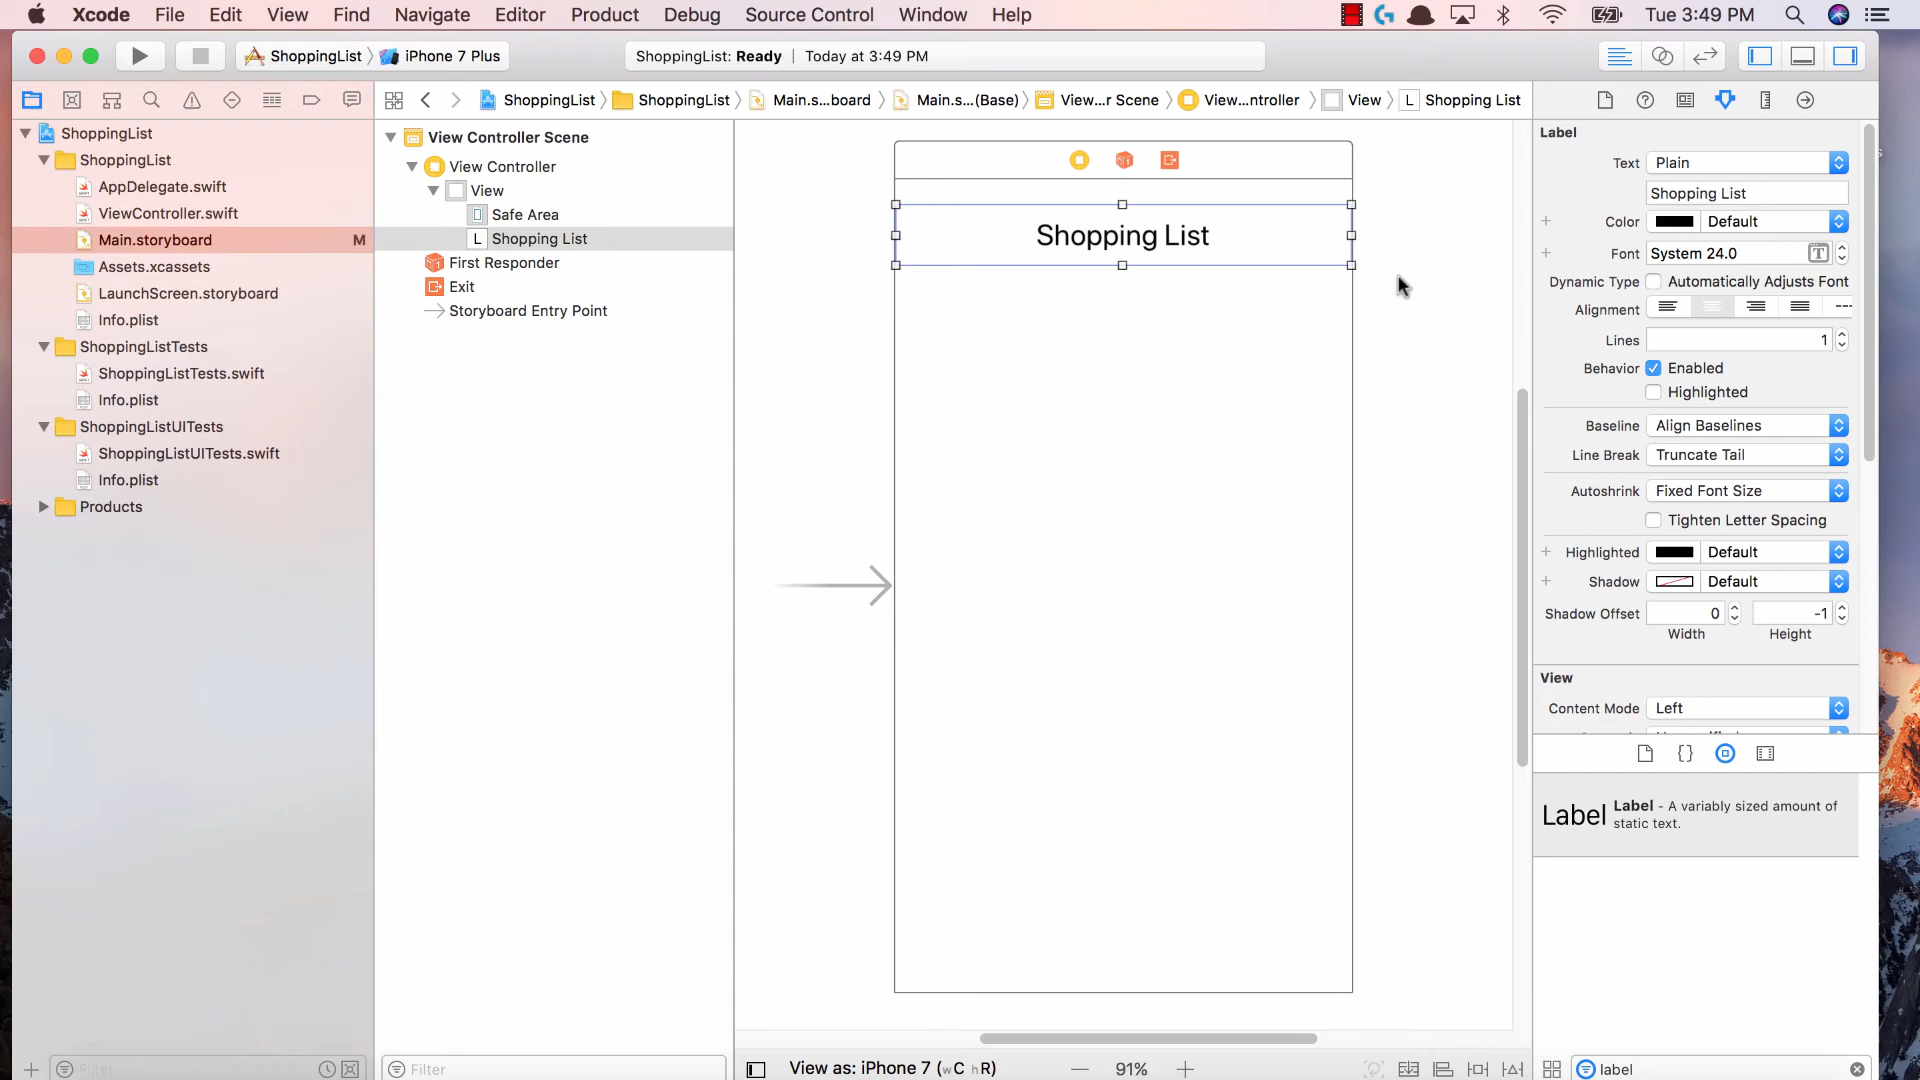 Xcode File Edit View Find Navigate Editor Product Debug Source Control Window Help Tue 3:49 PM
ShoppingList iPhone 7 Plus ShoppingList: Ready | Today at 3:49 PM
ShoppingList ShoppingList Main.s...board Main.s...(Base) View...r Scene View...ntroller View L Shopping List
ShoppingList
ShoppingList
AppDelegate.swift
ViewController.swift
Main.storyboard M
Assets.xcassets
LaunchScreen.storyboard
Info.plist
ShoppingListTests
ShoppingListTests.swift
Info.plist
ShoppingListUITests
ShoppingListUITests.swift
Info.plist
Products
Filter
View Controller Scene
View Controller
View
Safe Area
L Shopping List
First Responder
Exit
Storyboard Entry Point
Filter
Shopping List
View as: iPhone 7 (wC hR) 91%
Label
Text Plain
Shopping List
Color Default
Font System 24.0 T
Dynamic Type Automatically Adjusts Font
Alignment
Lines 1
Behavior Enabled
Highlighted
Baseline Align Baselines
Line Break Truncate Tail
Autoshrink Fixed Font Size
Tighten Letter Spacing
Highlighted Default
Shadow Default
Shadow Offset 0 -1
Width Height
View
Content Mode Left
{}
Label Label - A variably sized amount of
static text.
label